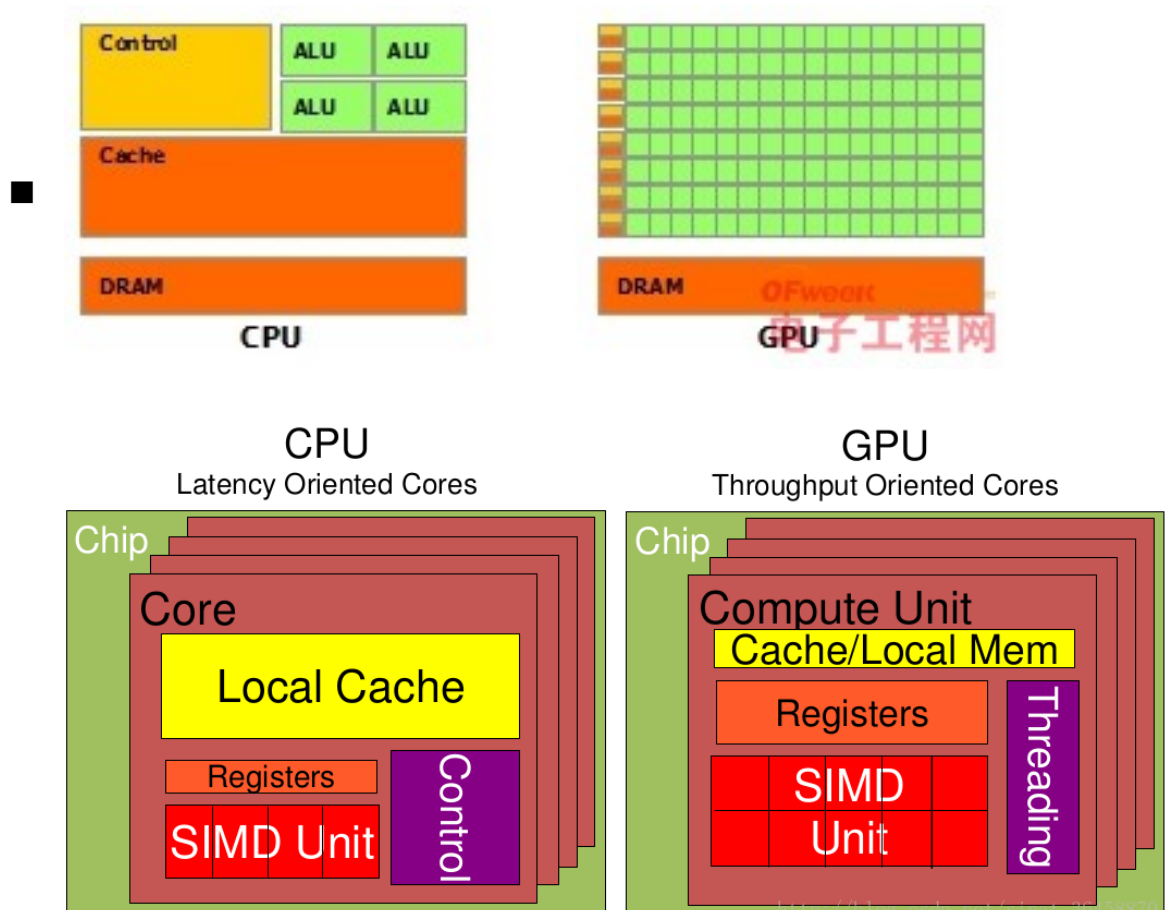 Control
ALU
ALU
ALU
ALU
Cache
DRAM
CPU
DRAM
OFweek
电子工程网
GPU
CPU
Latency Oriented Cores
Chip
Core
Local Cache
Registers
SIMD Unit
Control
GPU
Throughput Oriented Cores
Chip
Compute Unit
Cache/Local Mem
Registers
SIMD
Unit
Threading